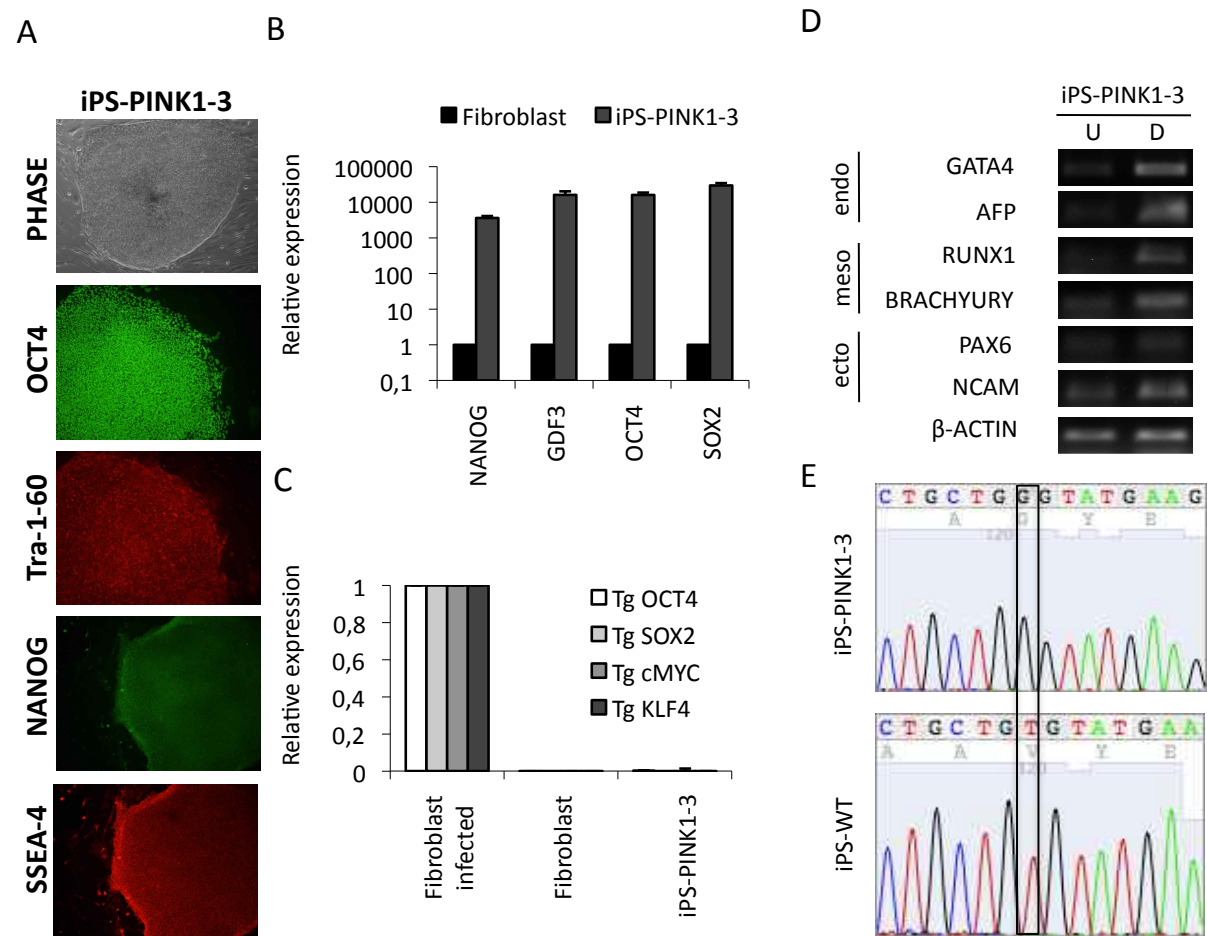 A
iPS-PINK1-3
PHASE
OCT4
Tra-1-60
NANOG
SSEA-4
B
Fibroblast iPS-PINK1-3
Relative expression
100000
10000
1000
100
10
1
0,1
NANOG
GDF3
OCT4
SOX2
C
Relative expression
1
0,8
0,6
0,4
0,2
0
Tg OCT4
Tg SOX2
Tg cMYC
Tg KLF4
Fibroblast
infected
Fibroblast
iPS-PINK1-3
D
iPS-PINK1-3
U D
endo
GATA4
AFP
meso
RUNX1
BRACHYURY
ecto
PAX6
NCAM
β-ACTIN
E
iPS-PINK1-3
C T G C T G G G T A T G A A G
A G Y E
120
iPS-WT
C T G C T G T G T A T G A A
A A V Y E
120